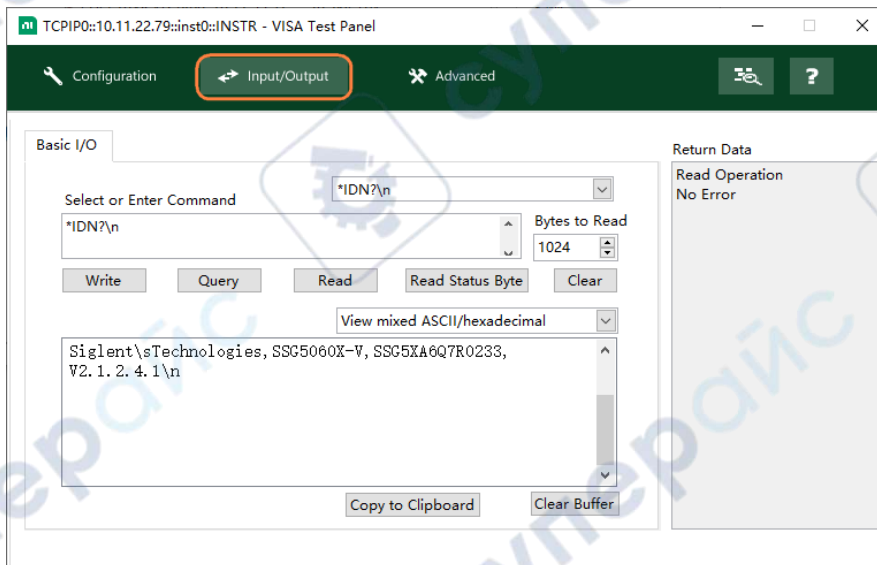 TCPIP0::10.11.22.79::inst0::INSTR - VISA Test Panel
Configuration
Input/Output
Advanced
?
Basic I/O
Return Data
Read Operation
No Error
*IDN?\n
Select or Enter Command
*IDN?\n
Bytes to Read
1024
Write
Query
Read
Read Status Byte
Clear
View mixed ASCII/hexadecimal
Siglent\sTechnologies,SSG5060X-V,SSG5XA6Q7R0233,
V2.1.2.4.1\n
Copy to Clipboard
Clear Buffer
суперайс